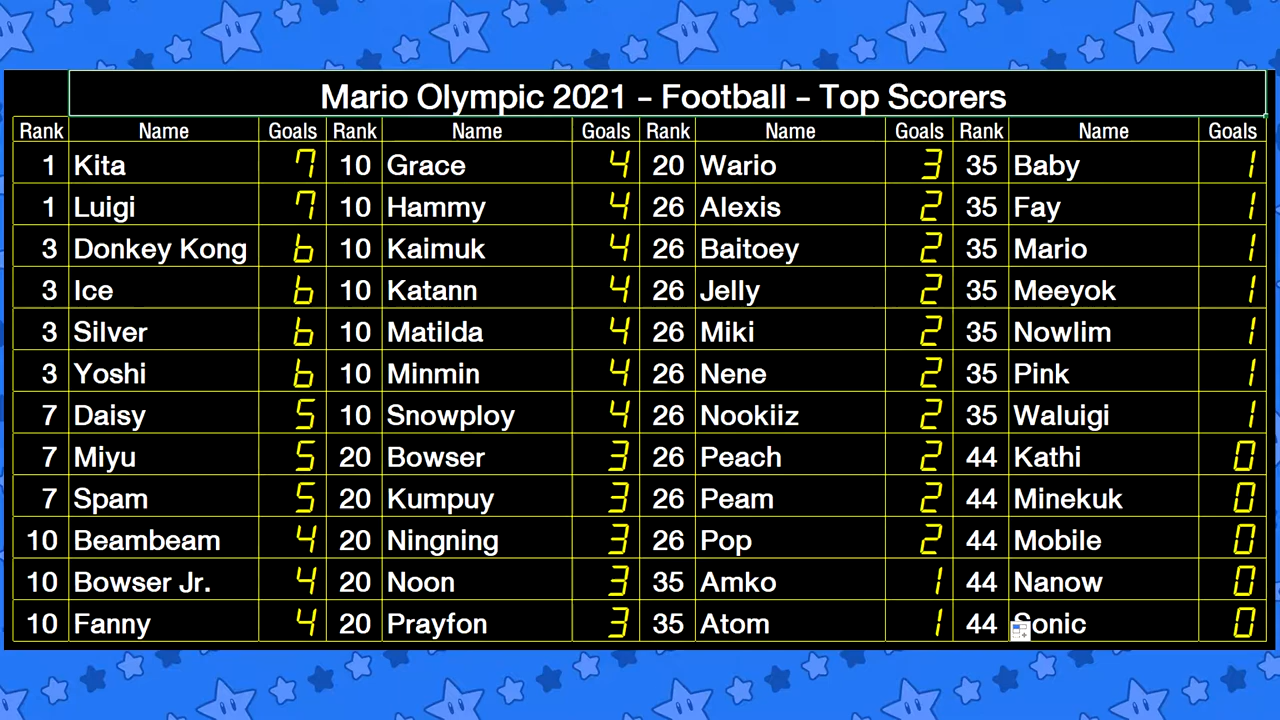 Mario Olympic 2021 - Football - Top Scorers
Rank Name Goals Rank Name Goals Rank Name Goals Rank Name Goals
1 Kita 7 10 Grace 4 20 Wario 3 35 Baby 1
1 Luigi 7 10 Hammy 4 26 Alexis 2 35 Fay 1
3 Donkey Kong 6 10 Kaimuk 4 26 Baitoey 2 35 Mario 1
3 Ice 6 10 Katann 4 26 Jelly 2 35 Meeyok 1
3 Silver 6 10 Matilda 4 26 Miki 2 35 Nowlim 1
3 Yoshi 6 10 Minmin 4 26 Nene 2 35 Pink 1
7 Daisy 5 10 Snowploy 4 26 Nookiiz 2 35 Waluigi 1
7 Miyu 5 20 Bowser 3 26 Peach 2 44 Kathi 0
7 Spam 5 20 Kumpuy 3 26 Peam 2 44 Minekuk 0
10 Beambeam 4 20 Ningning 3 26 Pop 2 44 Mobile 0
10 Bowser Jr. 4 20 Noon 3 35 Amko 1 44 Nanow 0
10 Fanny 4 20 Prayfon 3 35 Atom 1 44 Sonic 0